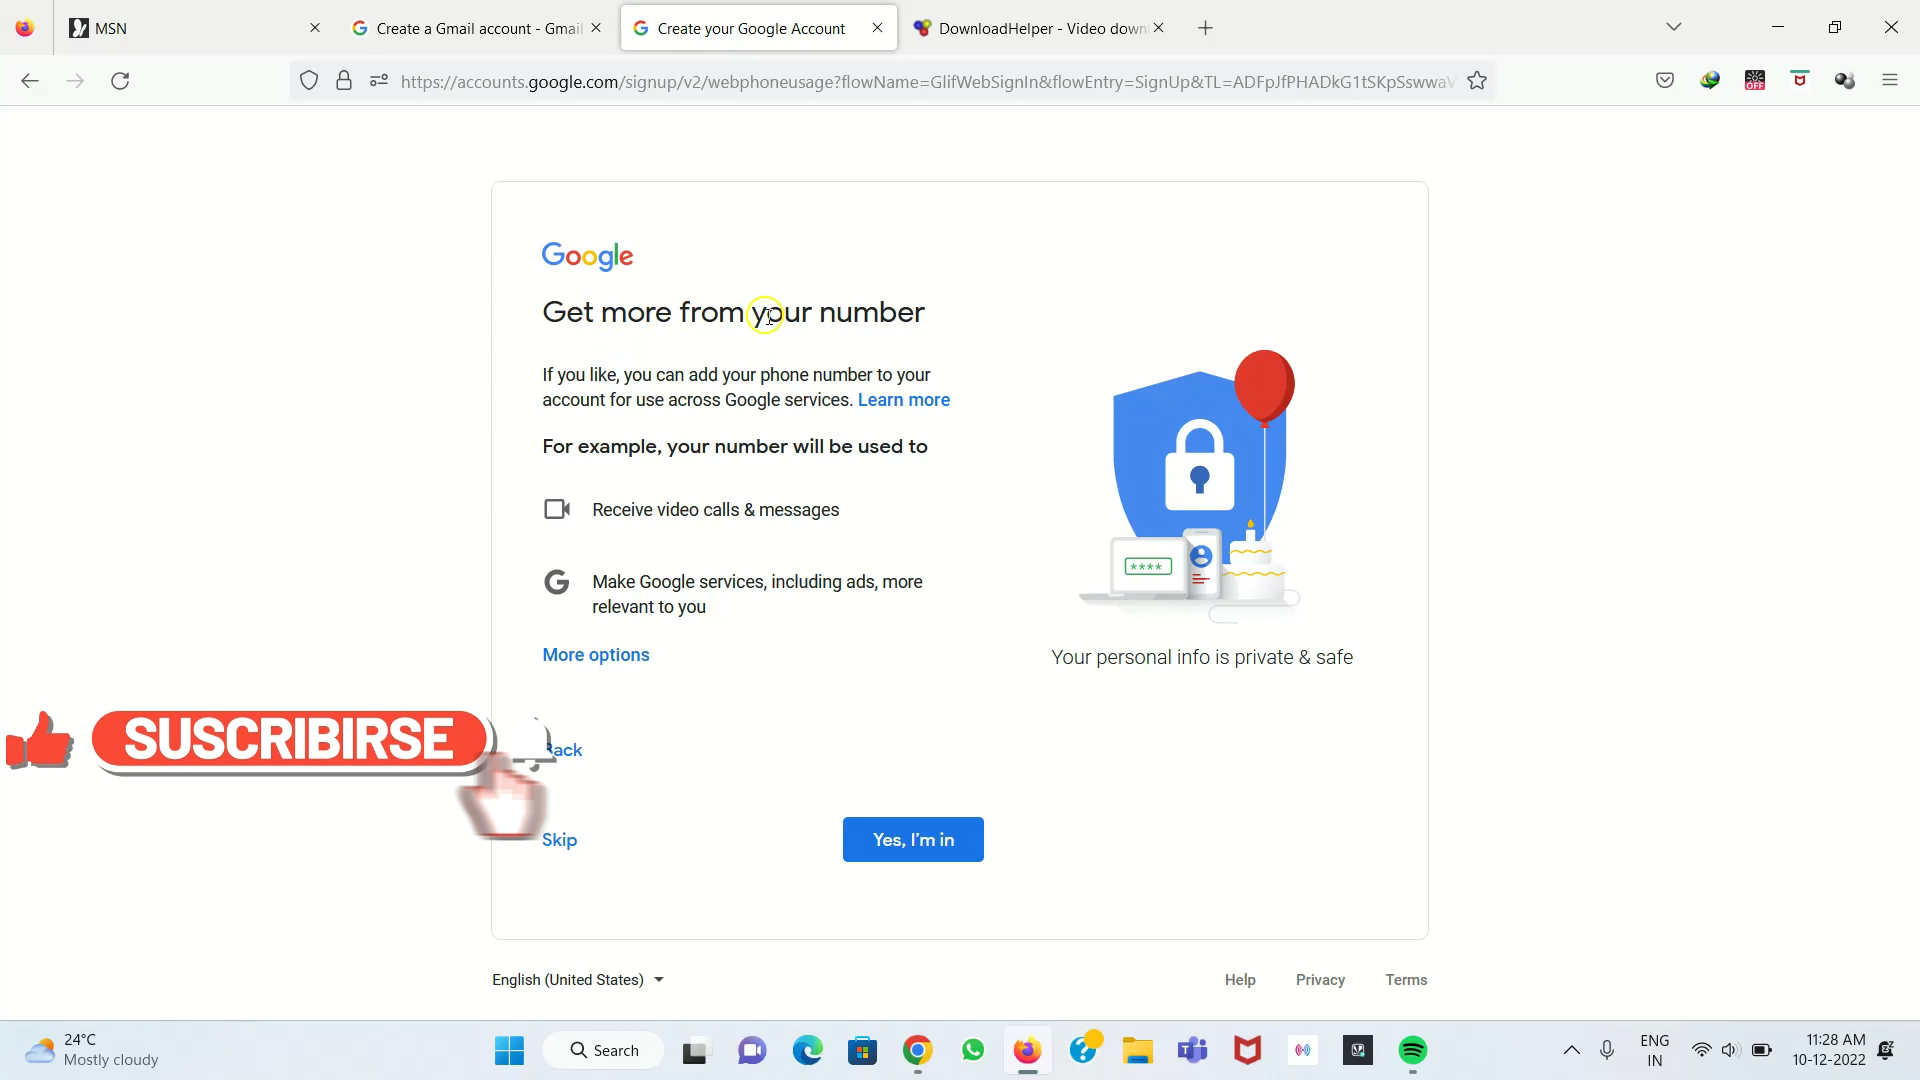 MSN
Create a Gmail account - Gmail
Create your Google Account
DownloadHelper - Video down
https://accounts.google.com/signup/v2/webphoneusage?flowName=GlifWebSignIn&flowEntry=SignUp&TL=ADFpJfPHADkG1tSKpSswwaV
OFF
Google
Get more from your number
If you like, you can add your phone number to your
account for use across Google services. Learn more
For example, your number will be used to
Receive video calls & messages
G
Make Google services, including ads, more
relevant to you
More options
****
Your personal info is private & safe
SUSCRIBIRSE
Back
Skip
Yes, I'm in
English (United States)
Help
Privacy
Terms
24°C
Mostly cloudy
Search
ENG
IN
11:28 AM
10-12-2022